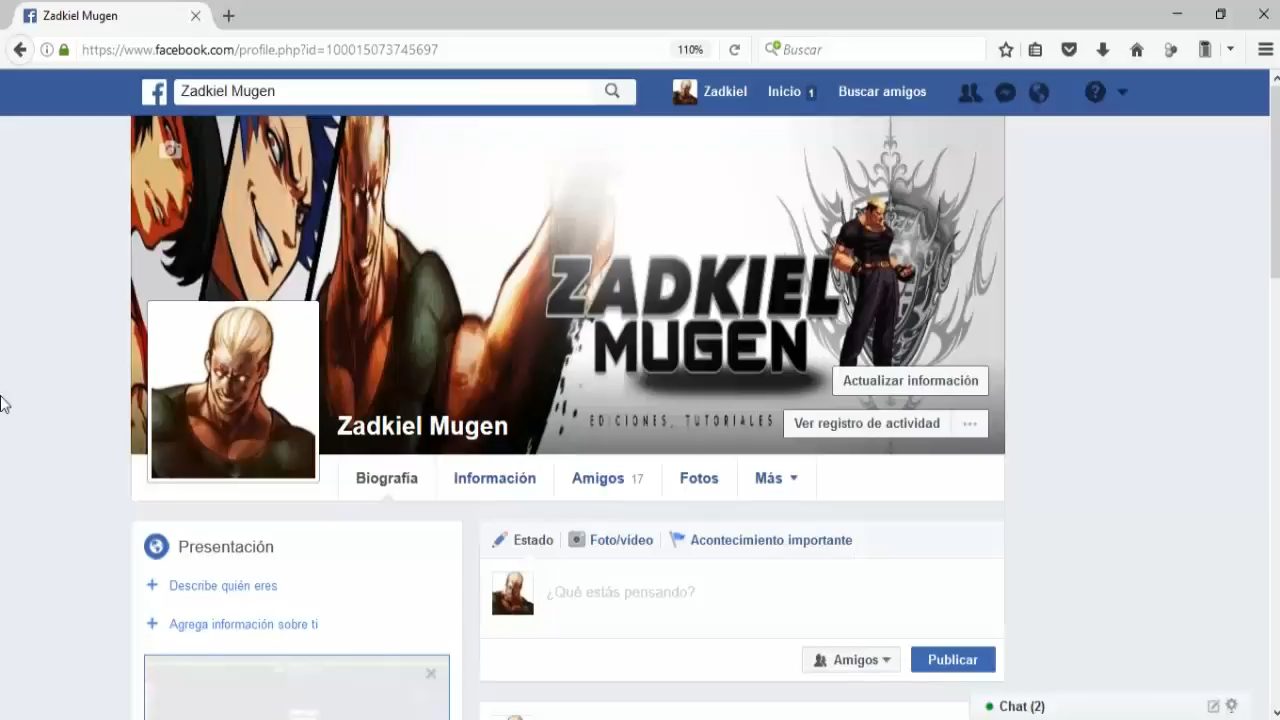 Zadkiel Mugen
https://www.facebook.com/profile.php?id=100015073745697
110%
Buscar
Zadkiel Mugen
Zadkiel
Inicio 1
Buscar amigos
ZADKIEL
MUGEN
EDICIONES, TUTORIALES
Actualizar información
Ver registro de actividad
Zadkiel Mugen
Biografía
Información
Amigos 17
Fotos
Más
Presentación
Describe quién eres
Agrega información sobre ti
Estado
Foto/vídeo
Acontecimiento importante
¿Qué estás pensando?
Amigos
Publicar
Chat (2)